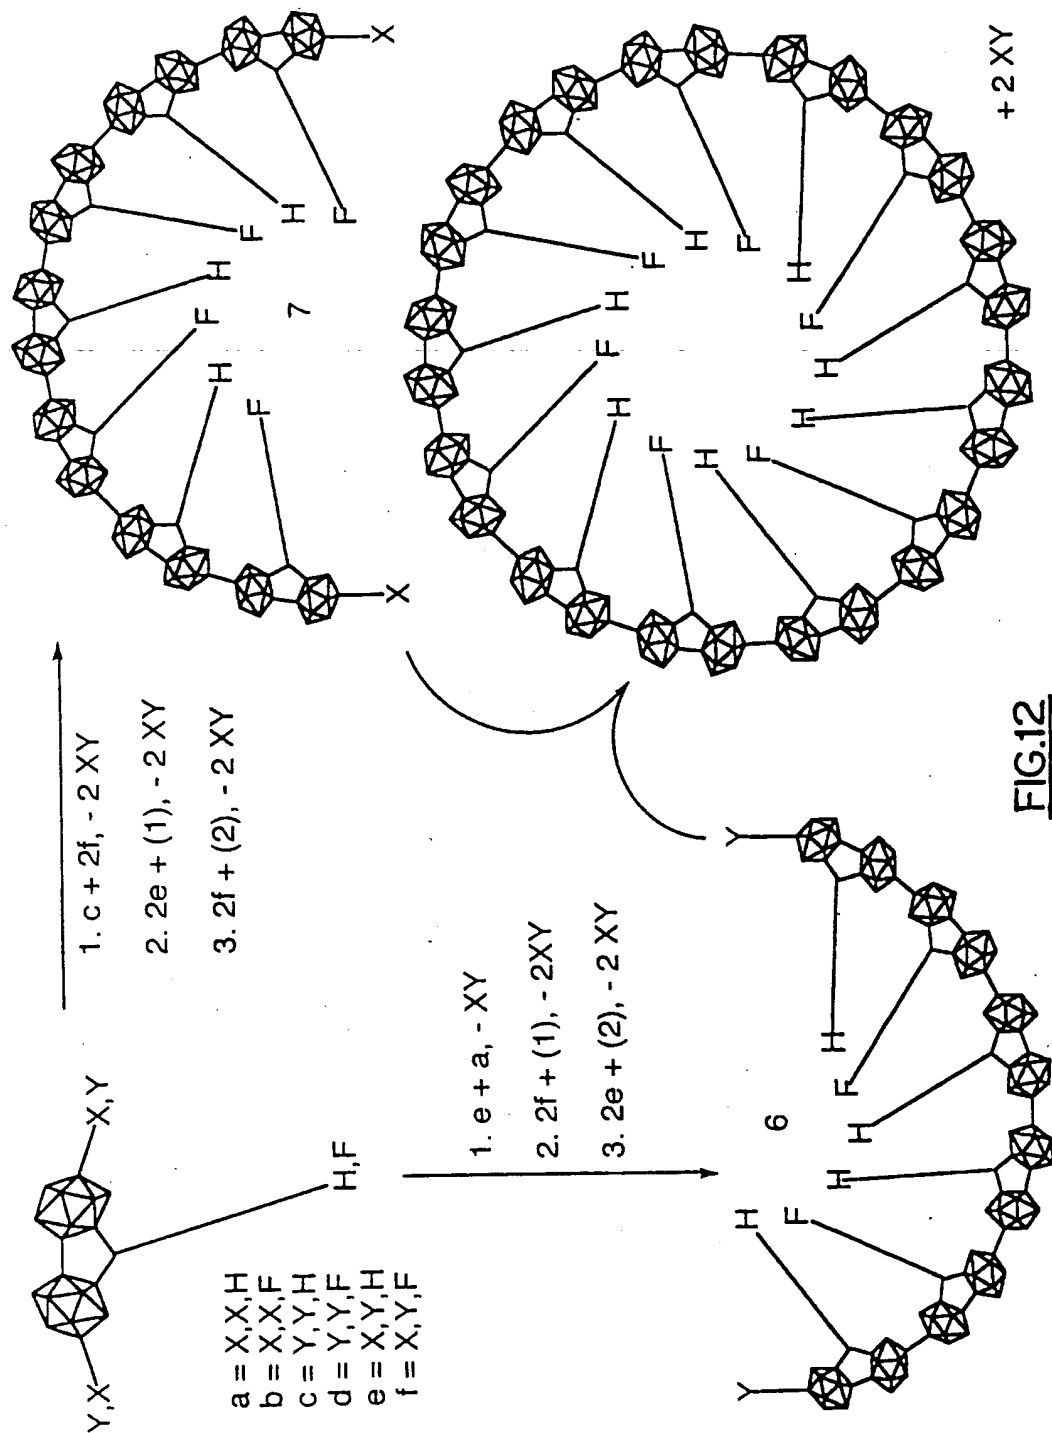 Y,X
X,Y
H,F
a = X,X,H
b = X,X,F
c = Y,Y,H
d = Y,Y,F
e = X,Y,H
f = X,Y,F
1. c + 2f, - 2 XY
2. 2e + (1), - 2 XY
3. 2f + (2), - 2 XY
X
F
H
F
H
F
H
F
X
7
1. e + a, - XY
2. 2f + (1), - 2XY
3. 2e + (2), - 2 XY
Y
H
F
H
H
F
H
Y
6
F
H
F
H
F
H
F
H
F
H
H
F
H
F
H
+ 2 XY
FIG.12